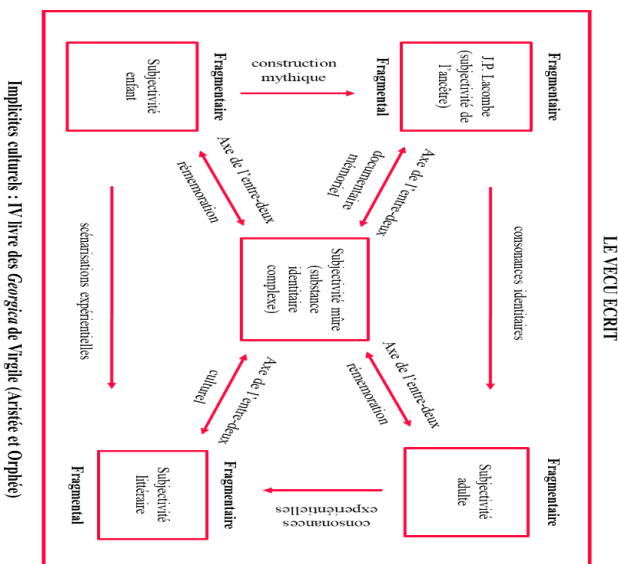 LE VECU ECRIT
Fragmentaire
Fragmentaire
J.P. Lacombe
(subjectivité de
l'ancêtre)
consonances identitaires
Subjectivité
adulte
Fragmental
Axe de l'entre-deux
documentaire
mémoriel
Axe de l'entre-deux
rémemoration
construction
mythique
Subjectivité mûre
(substance
identitaire
complexe)
consonances
expérientielles
Axe de l'entre-deux
rémemoration
Axe de l'entre-deux
culturel
Fragmentaire
Fragmentaire
Subjectivité
enfant
scénarisations expérientielles
Subjectivité
littéraire
Fragmental
Implicites culturels : IV livre des Georgica de Virgile (Aristée et Orphée)